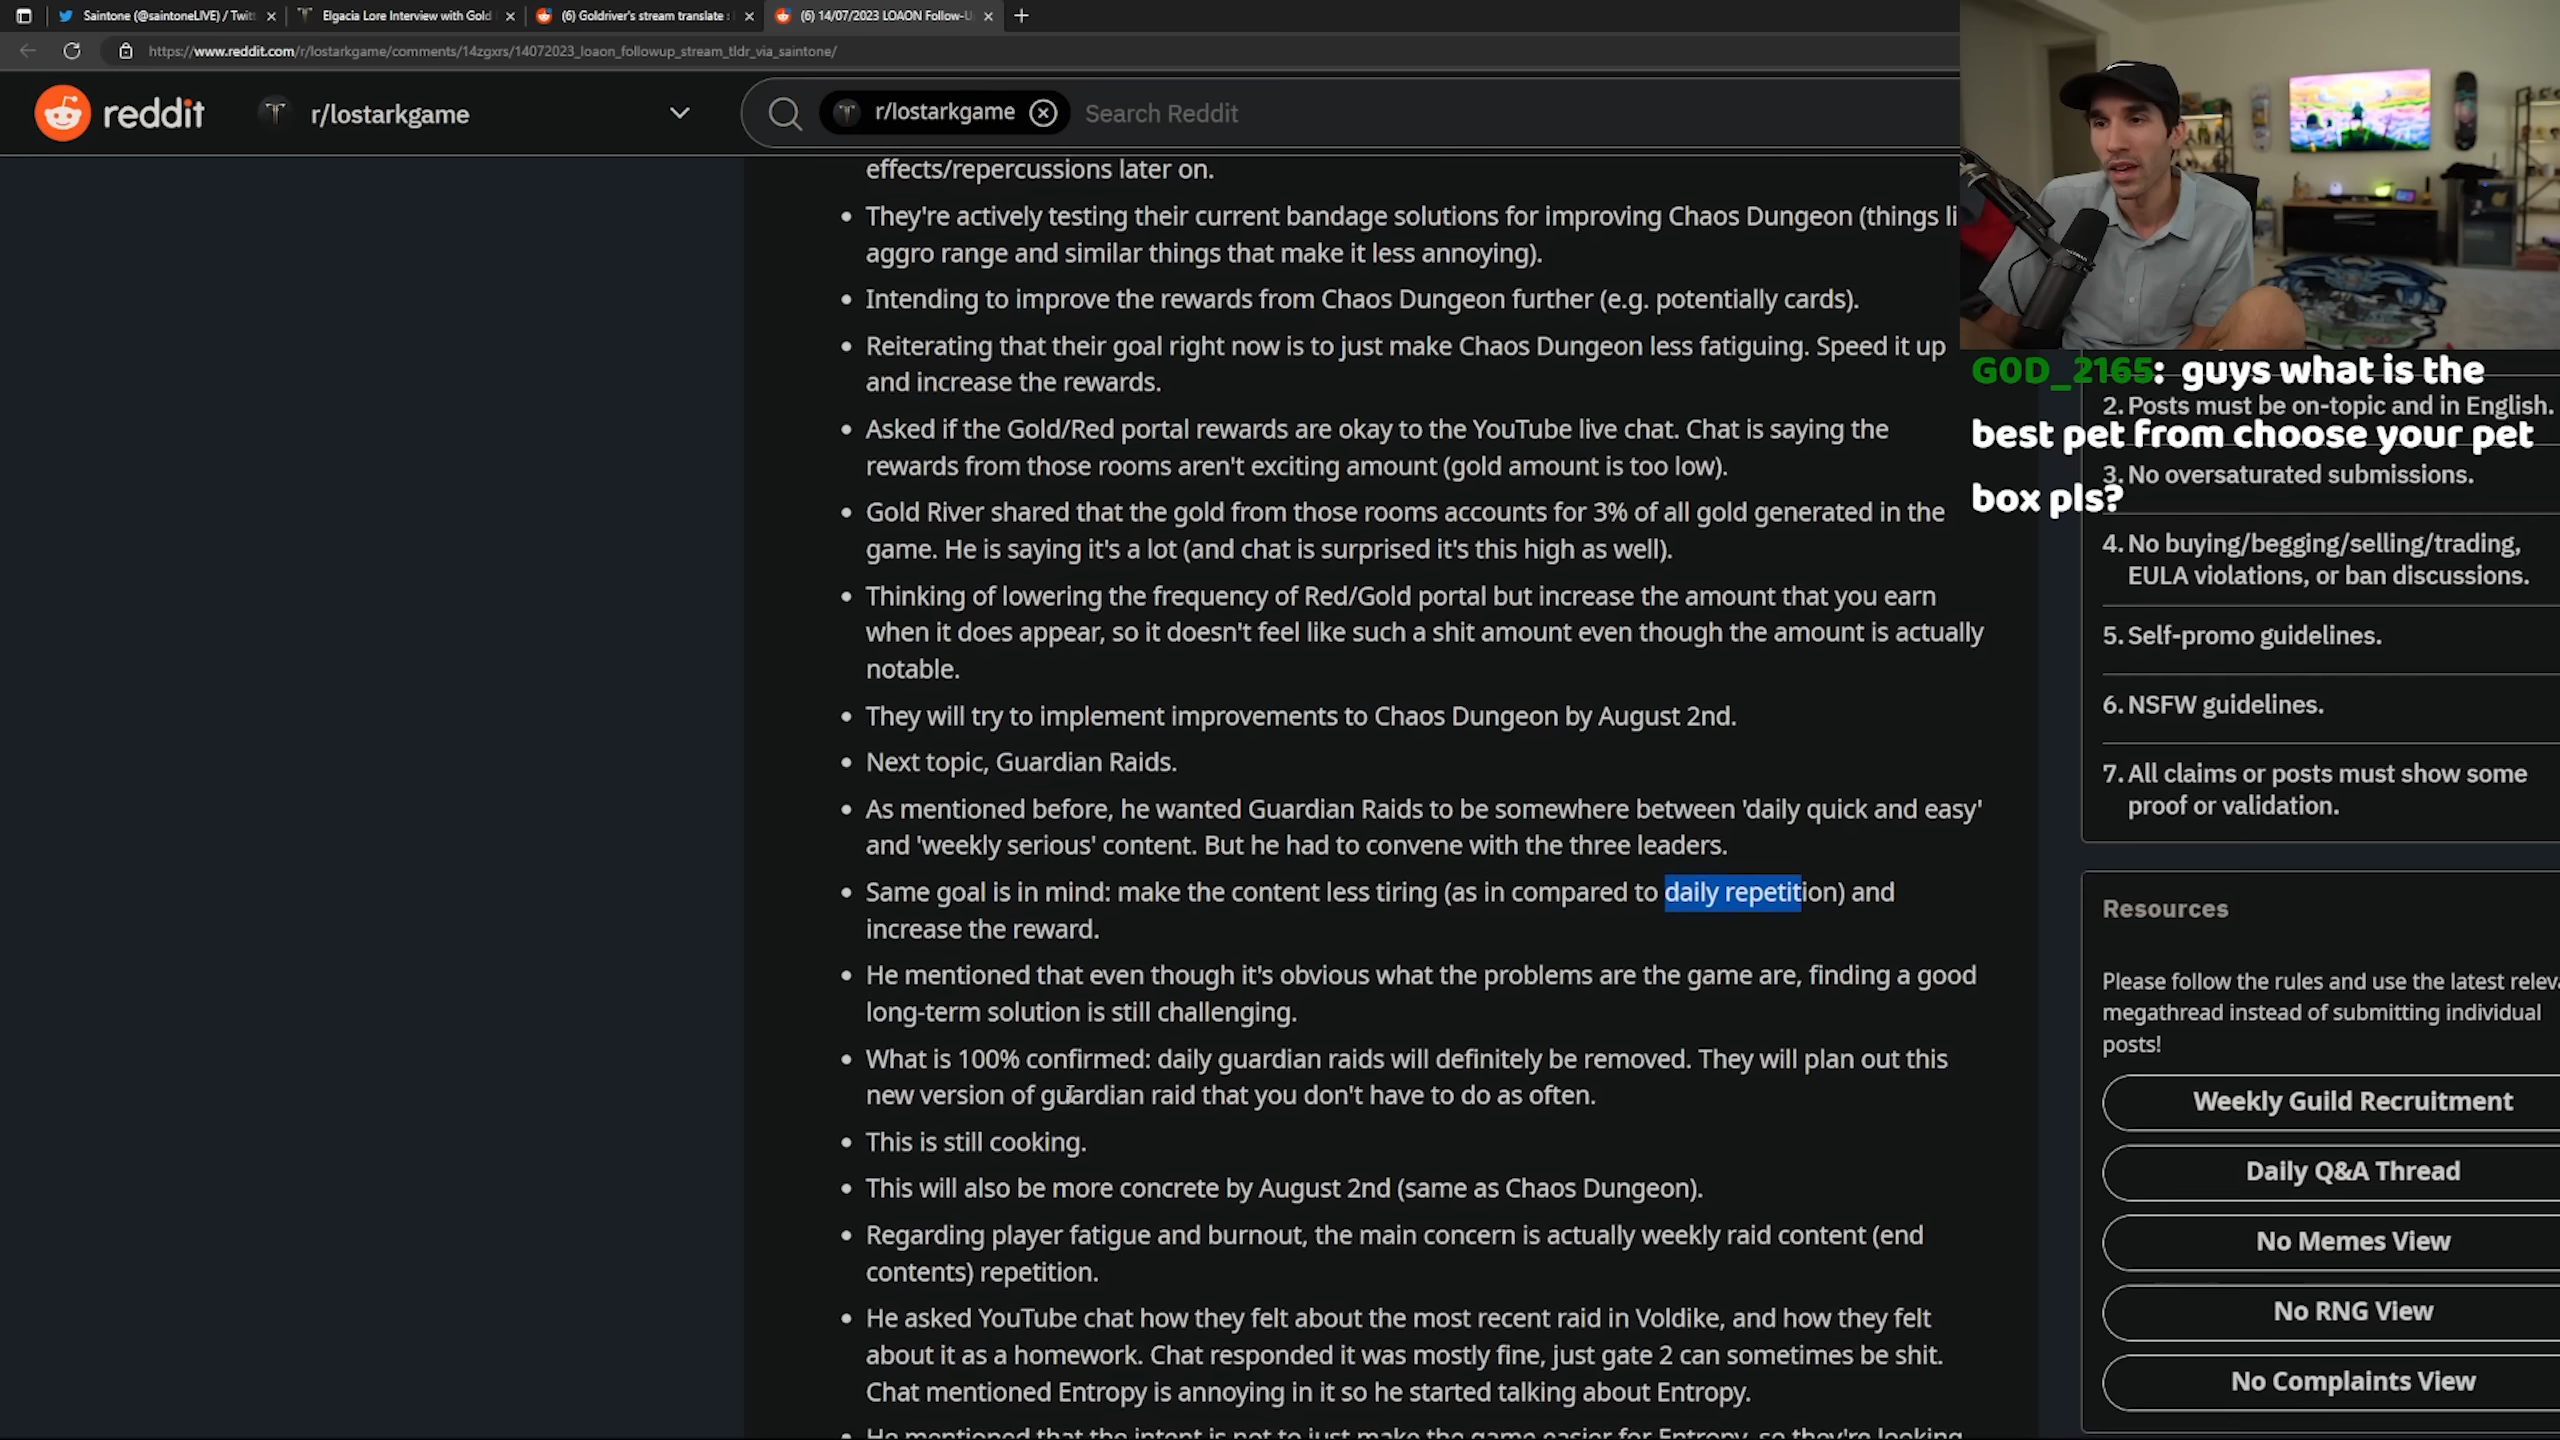 Saintone (@saintoneLIVE) / Twitt
Elgacia Lore Interview with Gold
(6) Goldriver's stream translate :
(6) 14/07/2023 LOAON Follow-U
https://www.reddit.com/r/lostarkgame/comments/14zgxrs/14072023_loaon_followup_stream_tldr_via_saintone/
reddit
r/lostarkgame
r/lostarkgame
Search Reddit
effects/repercussions later on.
They're actively testing their current bandage solutions for improving Chaos Dungeon (things li
aggro range and similar things that make it less annoying).
Intending to improve the rewards from Chaos Dungeon further (e.g. potentially cards).
Reiterating that their goal right now is to just make Chaos Dungeon less fatiguing. Speed it up
and increase the rewards.
Asked if the Gold/Red portal rewards are okay to the YouTube live chat. Chat is saying the
rewards from those rooms aren't exciting amount (gold amount is too low).
Gold River shared that the gold from those rooms accounts for 3% of all gold generated in the
game. He is saying it's a lot (and chat is surprised it's this high as well).
Thinking of lowering the frequency of Red/Gold portal but increase the amount that you earn
when it does appear, so it doesn't feel like such a shit amount even though the amount is actually
notable.
They will try to implement improvements to Chaos Dungeon by August 2nd.
Next topic, Guardian Raids.
As mentioned before, he wanted Guardian Raids to be somewhere between 'daily quick and easy'
and 'weekly serious' content. But he had to convene with the three leaders.
Same goal is in mind: make the content less tiring (as in compared to daily repetition) and
increase the reward.
He mentioned that even though it's obvious what the problems are the game are, finding a good
long-term solution is still challenging.
What is 100% confirmed: daily guardian raids will definitely be removed. They will plan out this
new version of guardian raid that you don't have to do as often.
This is still cooking.
This will also be more concrete by August 2nd (same as Chaos Dungeon).
Regarding player fatigue and burnout, the main concern is actually weekly raid content (end
contents) repetition.
He asked YouTube chat how they felt about the most recent raid in Voldike, and how they felt
about it as a homework. Chat responded it was mostly fine, just gate 2 can sometimes be shit.
Chat mentioned Entropy is annoying in it so he started talking about Entropy.
He mentioned that the intent is not to just make the game easier for Entropy, so they're looking
G0D_2165: guys what is the
best pet from choose your pet
box pls?
2. Posts must be on-topic and in English.
3. No oversaturated submissions.
4. No buying/begging/selling/trading,
EULA violations, or ban discussions.
5. Self-promo guidelines.
6. NSFW guidelines.
7. All claims or posts must show some
proof or validation.
Resources
Please follow the rules and use the latest releva
megathread instead of submitting individual
posts!
Weekly Guild Recruitment
Daily Q&A Thread
No Memes View
No RNG View
No Complaints View